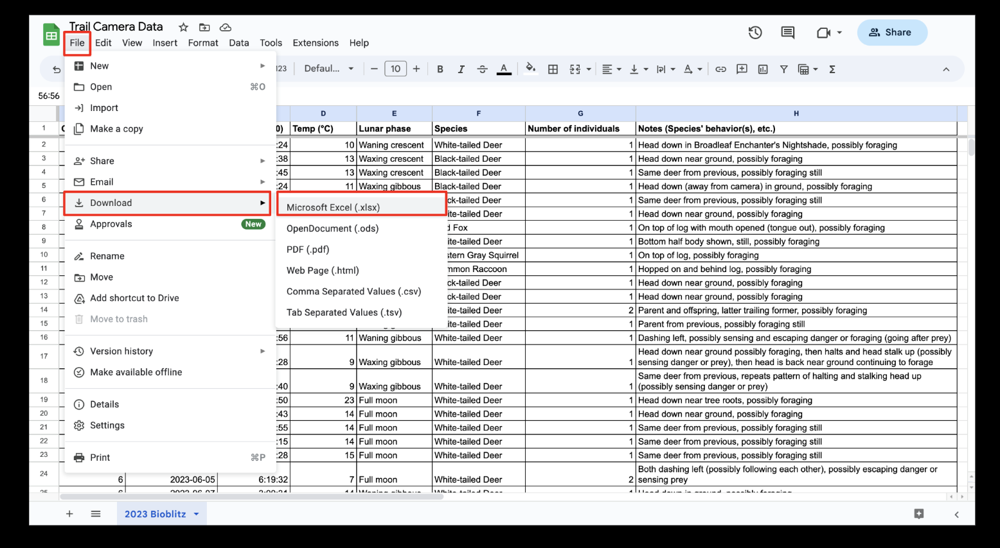 Trail Camera Data
File Edit View Insert Format Data Tools Extensions Help
Share
123 Defaul... 10 B I A
56:56
New
Open ⌘O
Import
Make a copy
Share
Email
Download
Approvals New
Rename
Move
Add shortcut to Drive
Move to trash
Version history
Make available offline
Details
Settings
Print ⌘P
Microsoft Excel (.xlsx)
OpenDocument (.ods)
PDF (.pdf)
Web Page (.html)
Comma Separated Values (.csv)
Tab Separated Values (.tsv)
D E F G H
1 0) Temp (°C) Lunar phase Species Number of individuals Notes (Species' behavior(s), etc.)
2 :24 10 Waning crescent White-tailed Deer 1 Head down in Broadleaf Enchanter's Nightshade, possibly foraging
3 :38 13 Waxing crescent Black-tailed Deer 1 Head down near ground, possibly foraging
4 :45 13 Waxing crescent Black-tailed Deer 1 Same deer from previous, possibly foraging still
5 :24 11 Waxing gibbous Black-tailed Deer 1 Head down (away from camera) in ground, possibly foraging
6 ck-tailed Deer 1 Same deer from previous, possibly foraging still
7 ite-tailed Deer 1 Head down near ground, possibly foraging
8 d Fox 1 On top of log with mouth opened (tongue out), possibly foraging
9 ite-tailed Deer 1 Bottom half body shown, still, possibly foraging
10 stern Gray Squirrel 1 On top of log, possibly foraging
11 mmon Raccoon 1 Hopped on and behind log, possibly foraging
12 ck-tailed Deer 1 Head down near ground, possibly foraging
13 ck-tailed Deer 1 Head down near ground, possibly foraging
14 ite-tailed Deer 2 Parent and offspring, latter trailing former, possibly foraging
15 ite-tailed Deer 1 Parent from previous, possibly foraging still
16 :56 11 Waning gibbous White-tailed Deer 1 Dashing left, possibly sensing and escaping danger or foraging (going after prey)
Head down near ground possibly foraging, then halts and head stalk up (possibly
17 :28 9 Waxing gibbous White-tailed Deer 1 sensing danger or prey), then head is back near ground continuing to forage
Same deer from previous, repeats pattern of halting and stalking head up
18 :40 9 Waxing gibbous White-tailed Deer 1 (possibly sensing danger or prey)
19 :50 23 Full moon White-tailed Deer 1 Head down near tree roots, possibly foraging
20 :43 14 Full moon White-tailed Deer 1 Head down near ground, possibly foraging
21 :55 14 Full moon White-tailed Deer 1 Same deer from previous, possibly foraging still
22 :15 14 Full moon White-tailed Deer 1 Same deer from previous, possibly foraging still
23 :28 15 Full moon White-tailed Deer 1 Same deer from previous, possibly foraging still
Both dashing left (possibly following each other), possibly escaping danger or
24 6 2023-06-05 6:19:32 7 Full moon White-tailed Deer 2 sensing prey
2023 Bioblitz